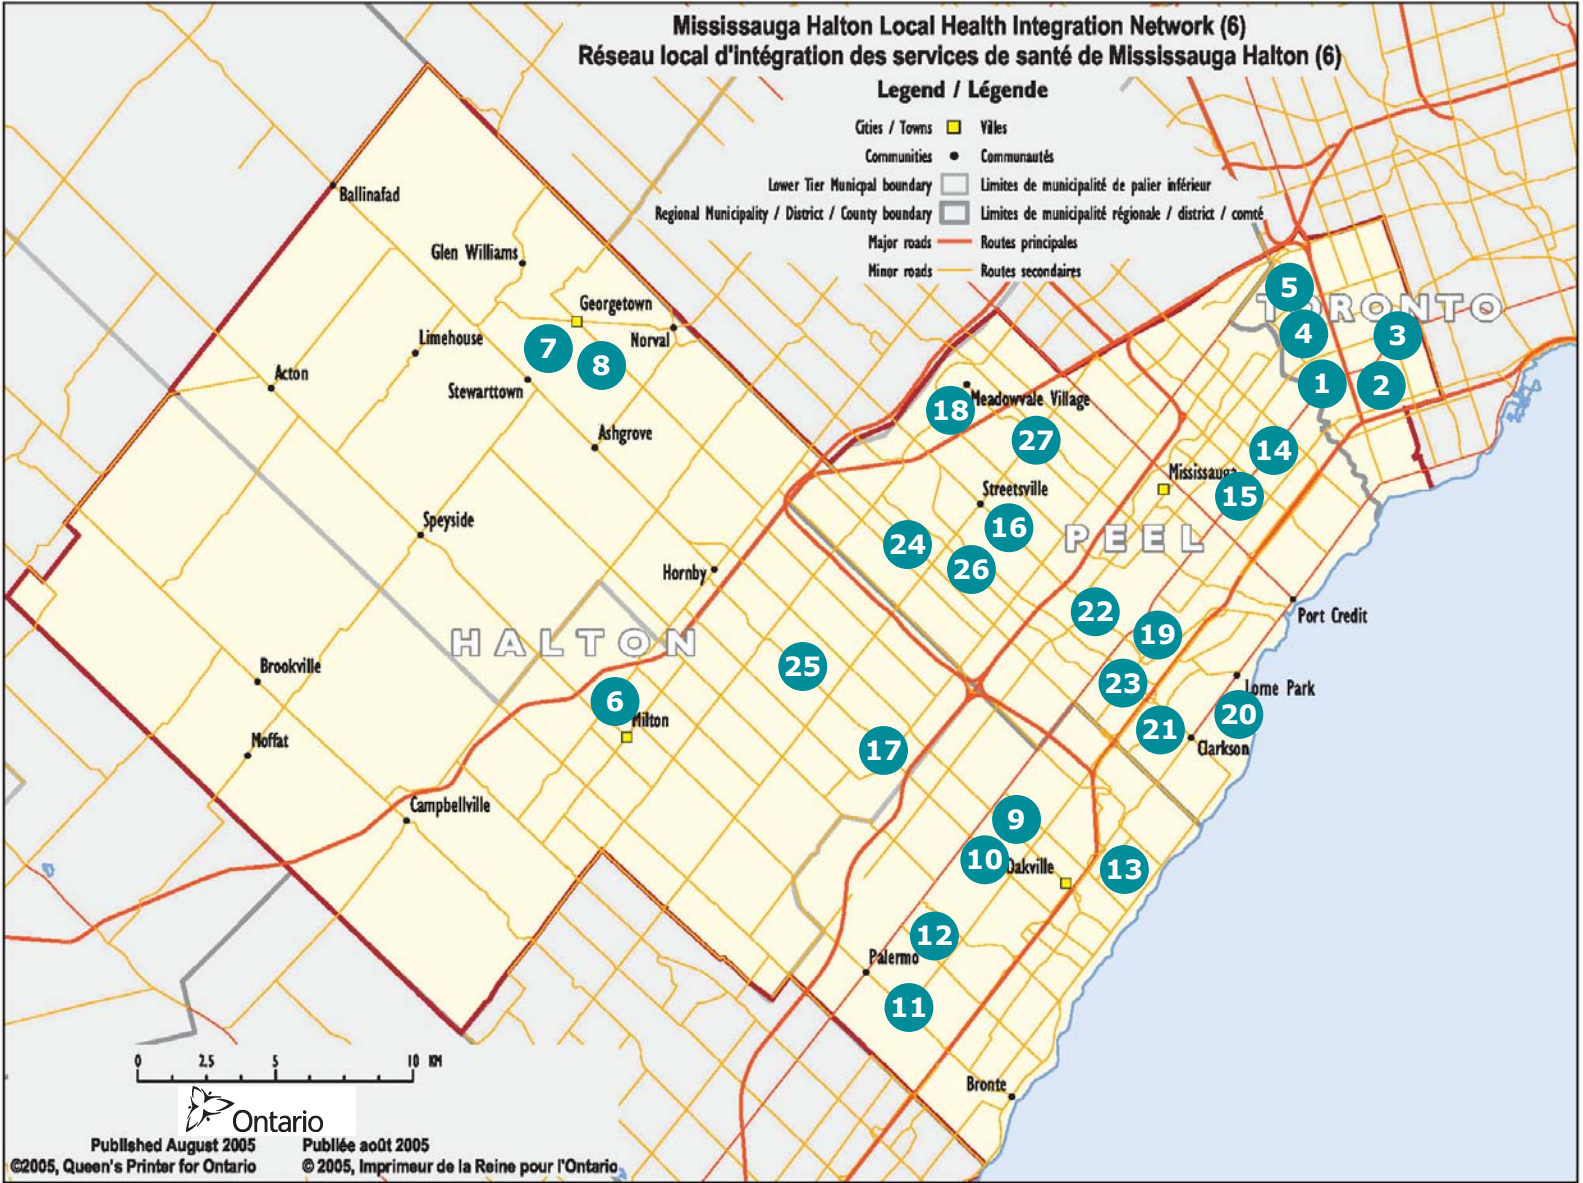 Mississauga Halton Local Health Integration Network (6)
Réseau local d'intégration des services de santé de Mississauga Halton (6)
Legend / Légende
Cities / Towns Villes
Communities Communautés
Lower Tier Municpal boundary Limites de municipalité de palier inférieur
Regional Municipality / District / County boundary Limites de municipalité régionale / district / comté
Major roads Routes principales
Minor roads Routes secondaires
Ballinafad
Glen Williams
Georgetown
Norval
Limehouse
Stewarttown
Acton
Ashgrove
7
8
5
TORONTO
4
3
1
2
Meadowvale Village
18
27
14
Mississauga
15
Streetsville
16
PEEL
24
26
Speyside
Hornby
HALTON
22
19
Port Credit
25
23
Brookville
6
Milton
Lorne Park
20
21
Clarkson
Moffat
17
Campbellville
9
10
Oakville
13
12
Palermo
11
Bronte
0 2.5 5 10 KM
Ontario
Published August 2005 Publiée août 2005
©2005, Queen's Printer for Ontario © 2005, Imprimeur de la Reine pour l'Ontario